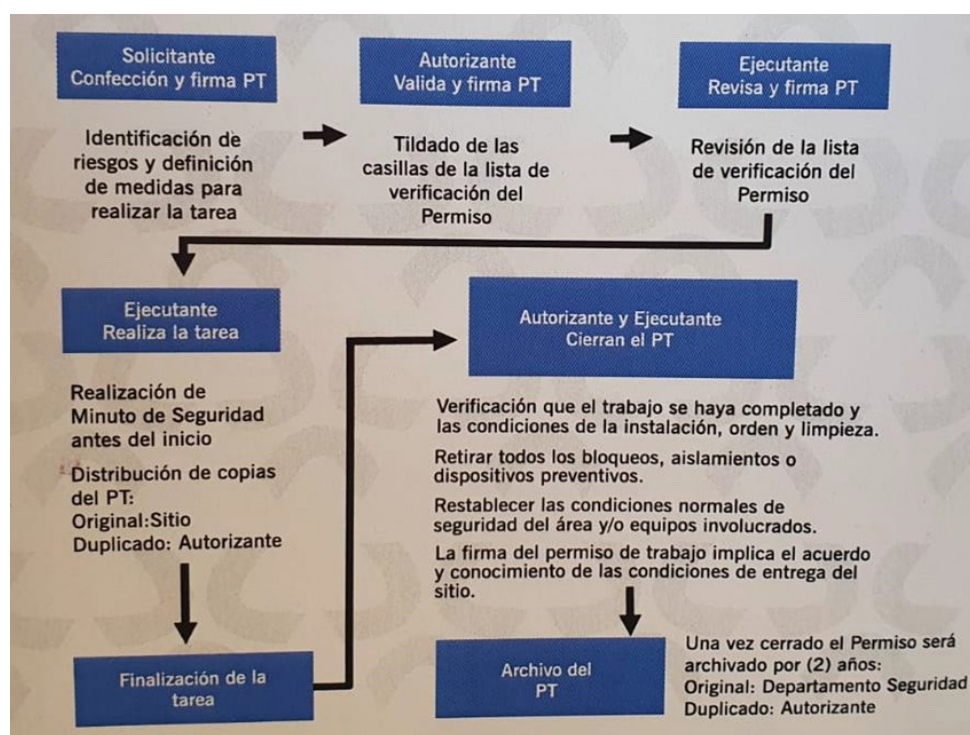 Solicitante
Confección y firma PT
Identificación de
riesgos y definición
de medidas para
realizar la tarea
Autorizante
Valida y firma PT
Tildado de las
casillas de la lista de
verificación del
Permiso
Ejecutante
Revisa y firma PT
Revisión de la lista
de verificación del
Permiso
Ejecutante
Realiza la tarea
Realización de
Minuto de Seguridad
antes del inicio
Distribución de copias
del PT:
Original:Sitio
Duplicado: Autorizante
Finalización de la
tarea
Autorizante y Ejecutante
Cierran el PT
Verificación que el trabajo se haya completado y
las condiciones de la instalación, orden y limpieza.
Retirar todos los bloqueos, aislamientos o
dispositivos preventivos.
Restablecer las condiciones normales de
seguridad del área y/o equipos involucrados.
La firma del permiso de trabajo implica el acuerdo
y conocimiento de las condiciones de entrega del
sitio.
Archivo del
PT
Una vez cerrado el Permiso será
archivado por (2) años:
Original: Departamento Seguridad
Duplicado: Autorizante